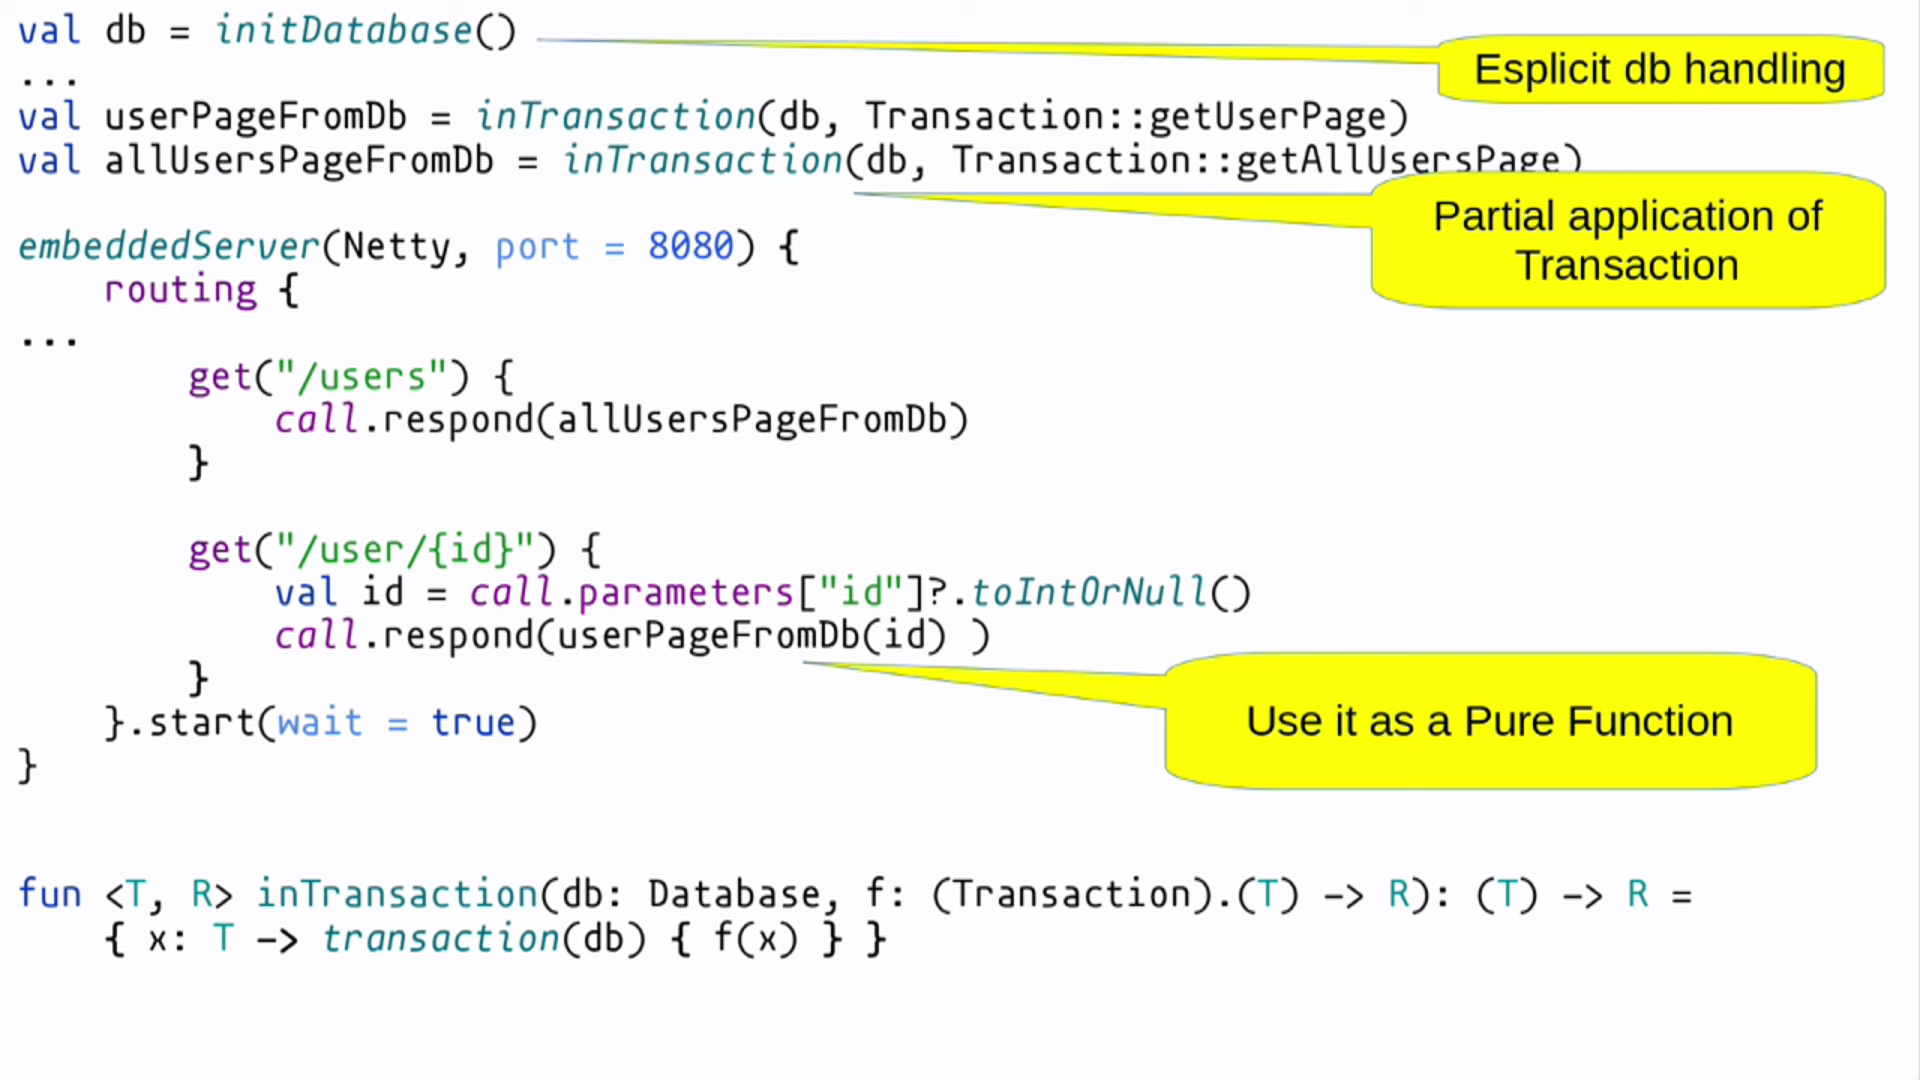 val db = initDatabase()
Esplicit db handling
...
val userPageFromDb = inTransaction(db, Transaction::getUserPage)
val allUsersPageFromDb = inTransaction(db, Transaction::getAllUsersPage)
Partial application of
Transaction
embeddedServer(Netty, port = 8080) {
routing {
...
get("/users") {
call.respond(allUsersPageFromDb)
}
get("/user/{id}") {
val id = call.parameters["id"]?.toIntOrNull()
call.respond(userPageFromDb(id) )
}
Use it as a Pure Function
}.start(wait = true)
}
fun <T, R> inTransaction(db: Database, f: (Transaction).(T) -> R): (T) -> R =
{ x: T -> transaction(db) { f(x) } }